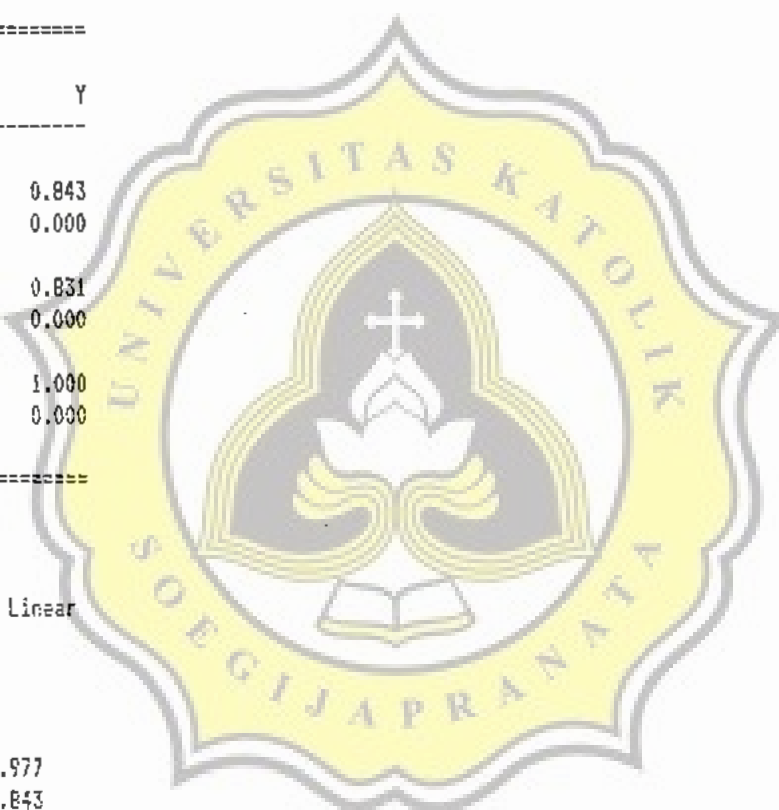 ========
Y
--------
0.843
0.000
0.831
0.000
1.000
0.000
========
Linear
.977
.843
UNIVERSITAS KATOLIK
SOEGIJAPRANATA